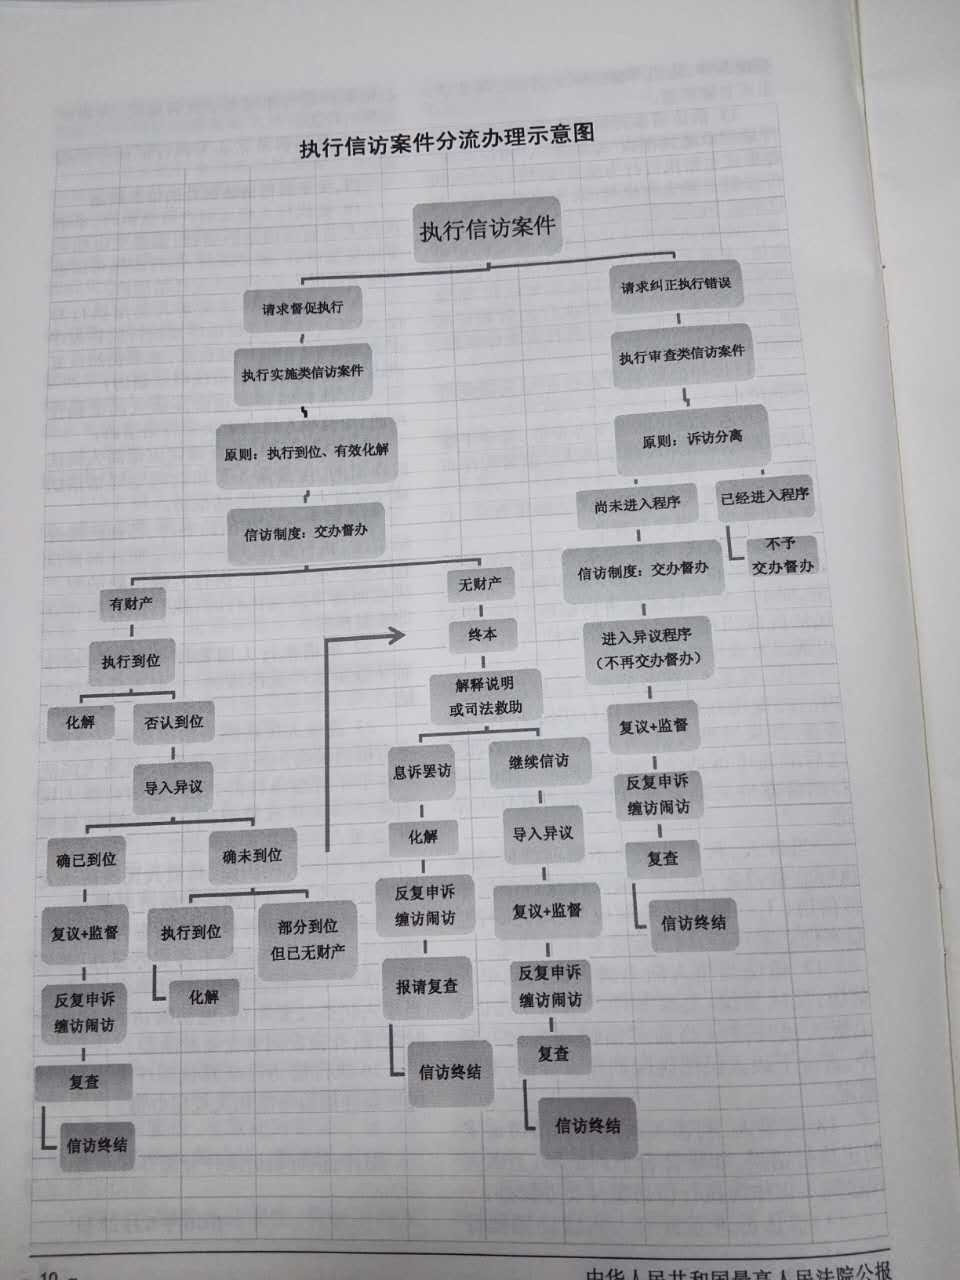 执行信访案件分流办理示意图
执行信访案件
请求督促执行
执行实施类信访案件
原则：执行到位、有效化解
信访制度：交办督办
有财产
执行到位
化解
否认到位
导入异议
确已到位
复议+监督
反复申诉
缠访闹访
复查
信访终结
确未到位
执行到位
化解
部分到位
但已无财产
无财产
终本
解释说明
或司法救助
息诉罢访
化解
反复申诉
缠访闹访
报请复查
信访终结
继续信访
导入异议
复议+监督
反复申诉
缠访闹访
复查
信访终结
请求纠正执行错误
执行审查类信访案件
原则：诉访分离
尚未进入程序
信访制度：交办督办
进入异议程序
（不再交办督办）
复议+监督
反复申诉
缠访闹访
复查
信访终结
已经进入程序
不予
交办督办
10
中华人民共和国最高人民法院公报